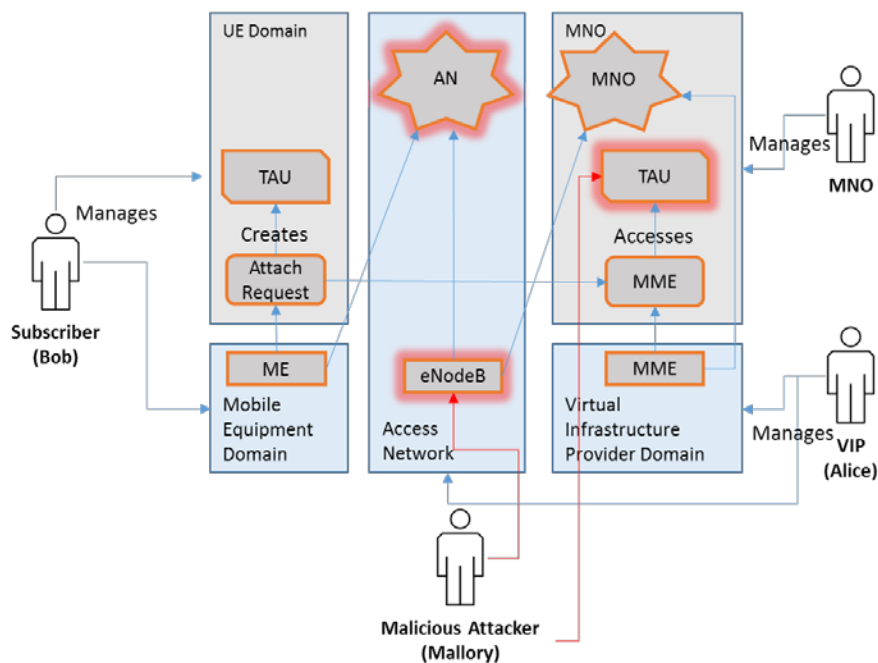 UE Domain
AN
MNO
MNO
TAU
Manages
Creates
Attach
Request
TAU
Accesses
MME
Manages
MNO
Subscriber
(Bob)
ME
Mobile
Equipment
Domain
eNodeB
Access
Network
MME
Virtual
Infrastructure
Provider Domain
Manages
VIP
(Alice)
Malicious Attacker
(Mallory)